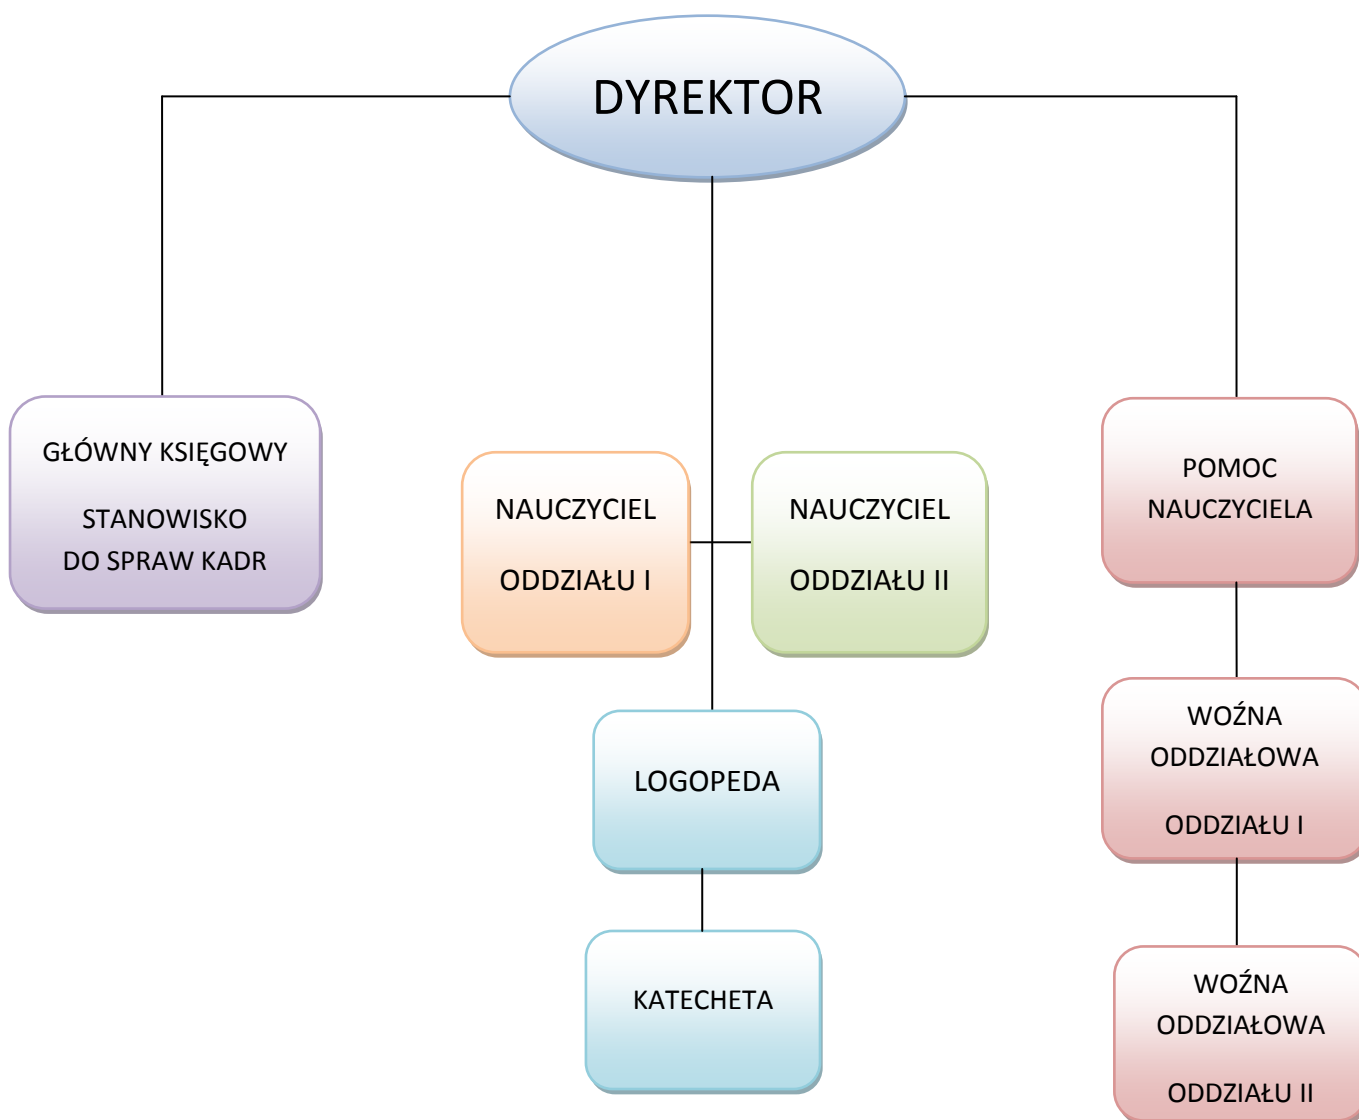 DYREKTOR
GŁÓWNY KSIĘGOWY
STANOWISKO
DO SPRAW KADR
NAUCZYCIEL
ODDZIAŁU I
NAUCZYCIEL
ODDZIAŁU II
POMOC
NAUCZYCIELA
LOGOPEDA
WOŹNA
ODDZIAŁOWA
ODDZIAŁU I
KATECHETA
WOŹNA
ODDZIAŁOWA
ODDZIAŁU II